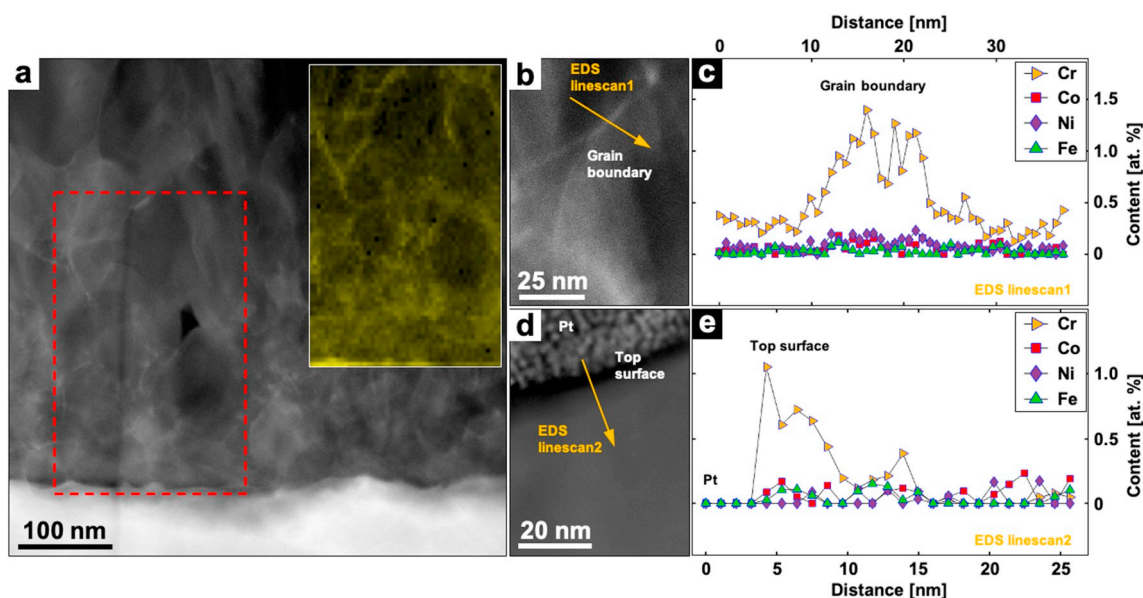 a
100 nm
b
EDS
linescan1
Grain
boundary
25 nm
Distance [nm]
0 10 20 30
c
Grain boundary
Cr
Co
Ni
Fe
1.5
1.0
0.5
0
Content [at. %]
EDS linescan1
d
Pt
Top
surface
EDS
linescan2
20 nm
e
Top surface
Cr
Co
Ni
Fe
Pt
1.0
0.5
0
Content [at. %]
EDS linescan2
0 5 10 15 20 25
Distance [nm]